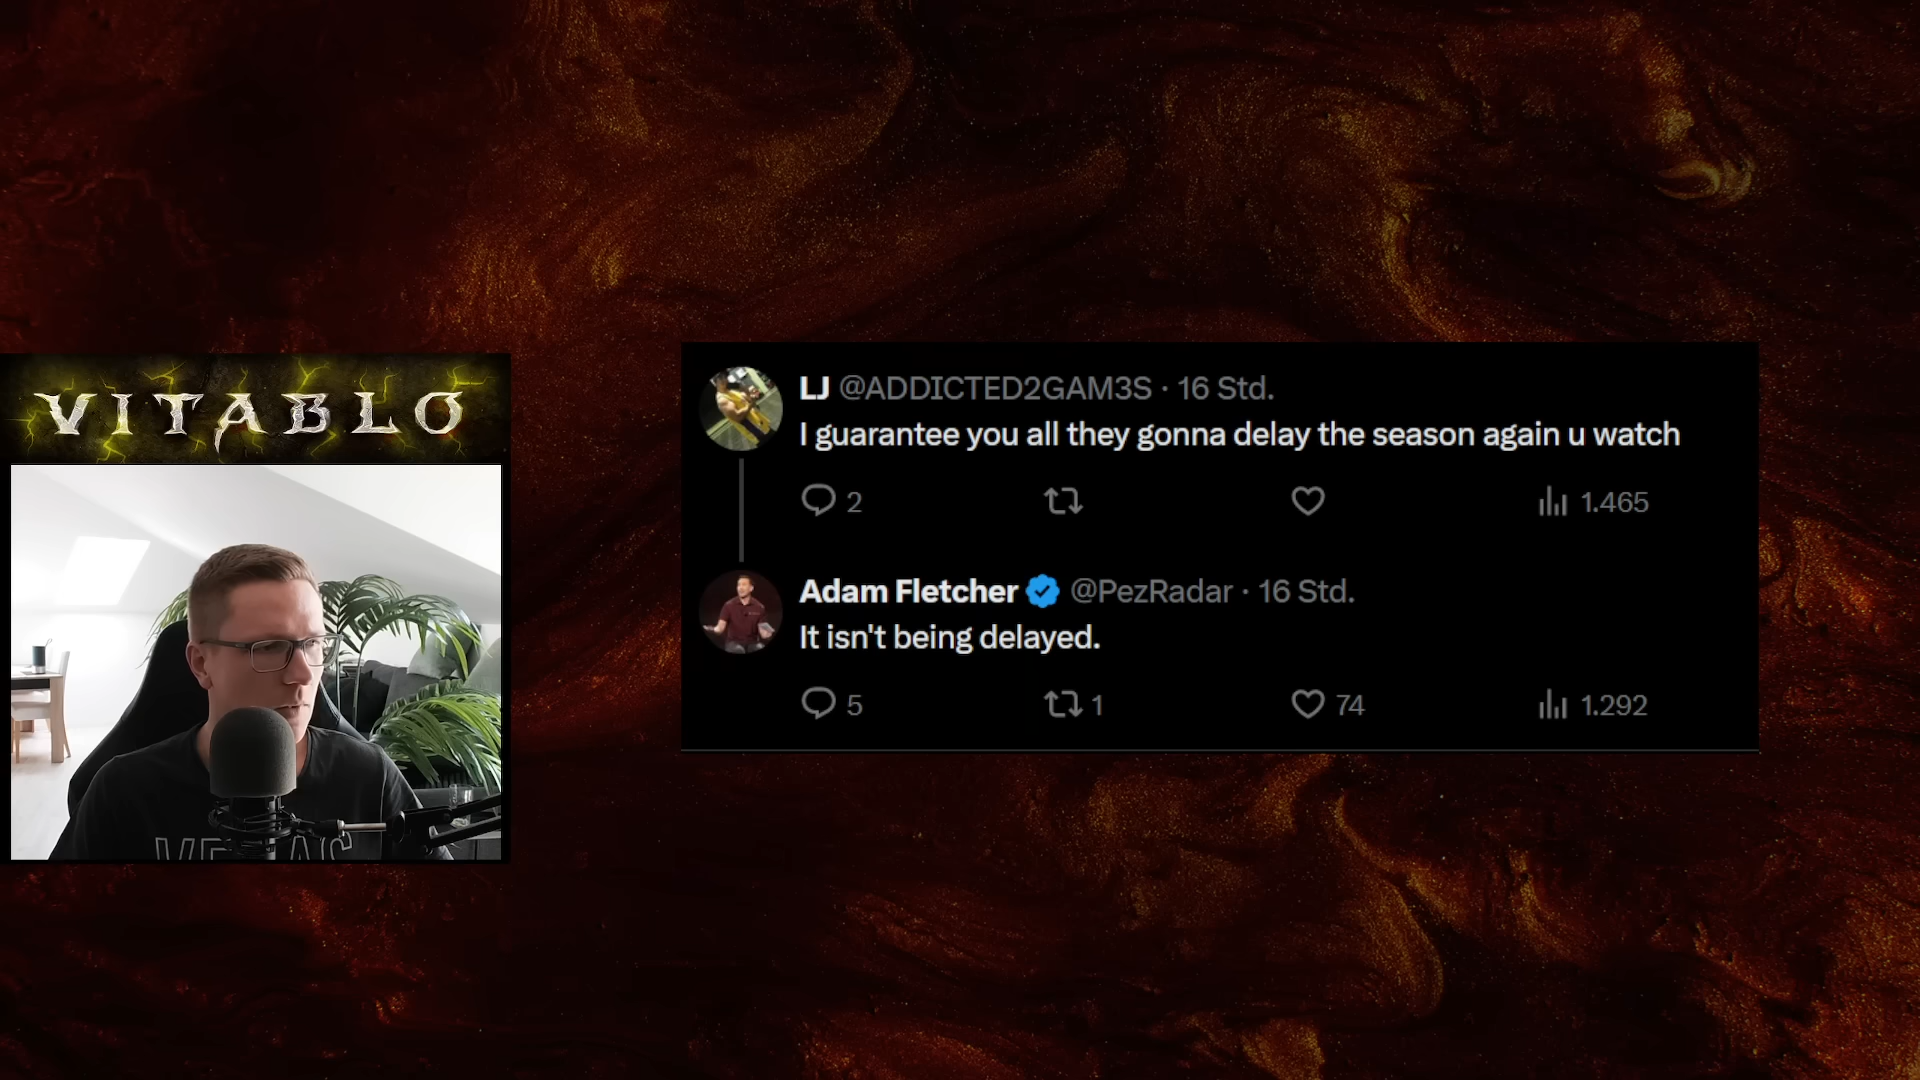 VITABLO
LJ @ADDICTED2GAM3S · 16 Std.
I guarantee you all they gonna delay the season again u watch
2
1.465
Adam Fletcher @PezRadar · 16 Std.
It isn't being delayed.
5
1
74
1.292